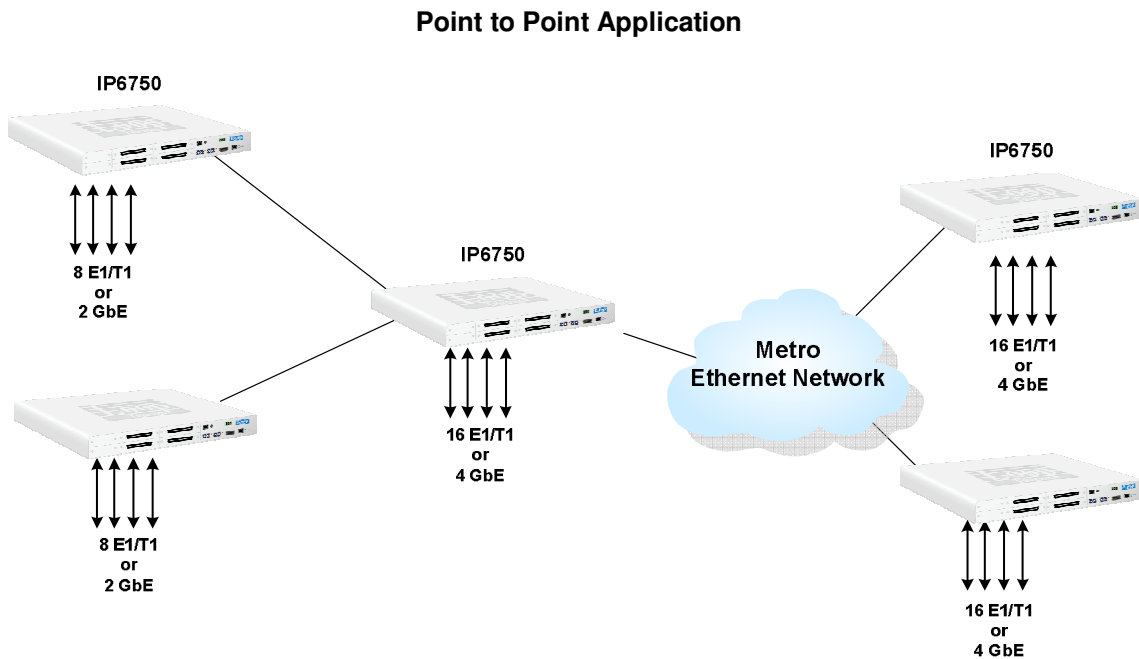 Point to Point Application
IP6750
8 E1/T1
or
2 GbE
8 E1/T1
or
2 GbE
IP6750
16 E1/T1
or
4 GbE
Metro
Ethernet Network
IP6750
16 E1/T1
or
4 GbE
16 E1/T1
or
4 GbE